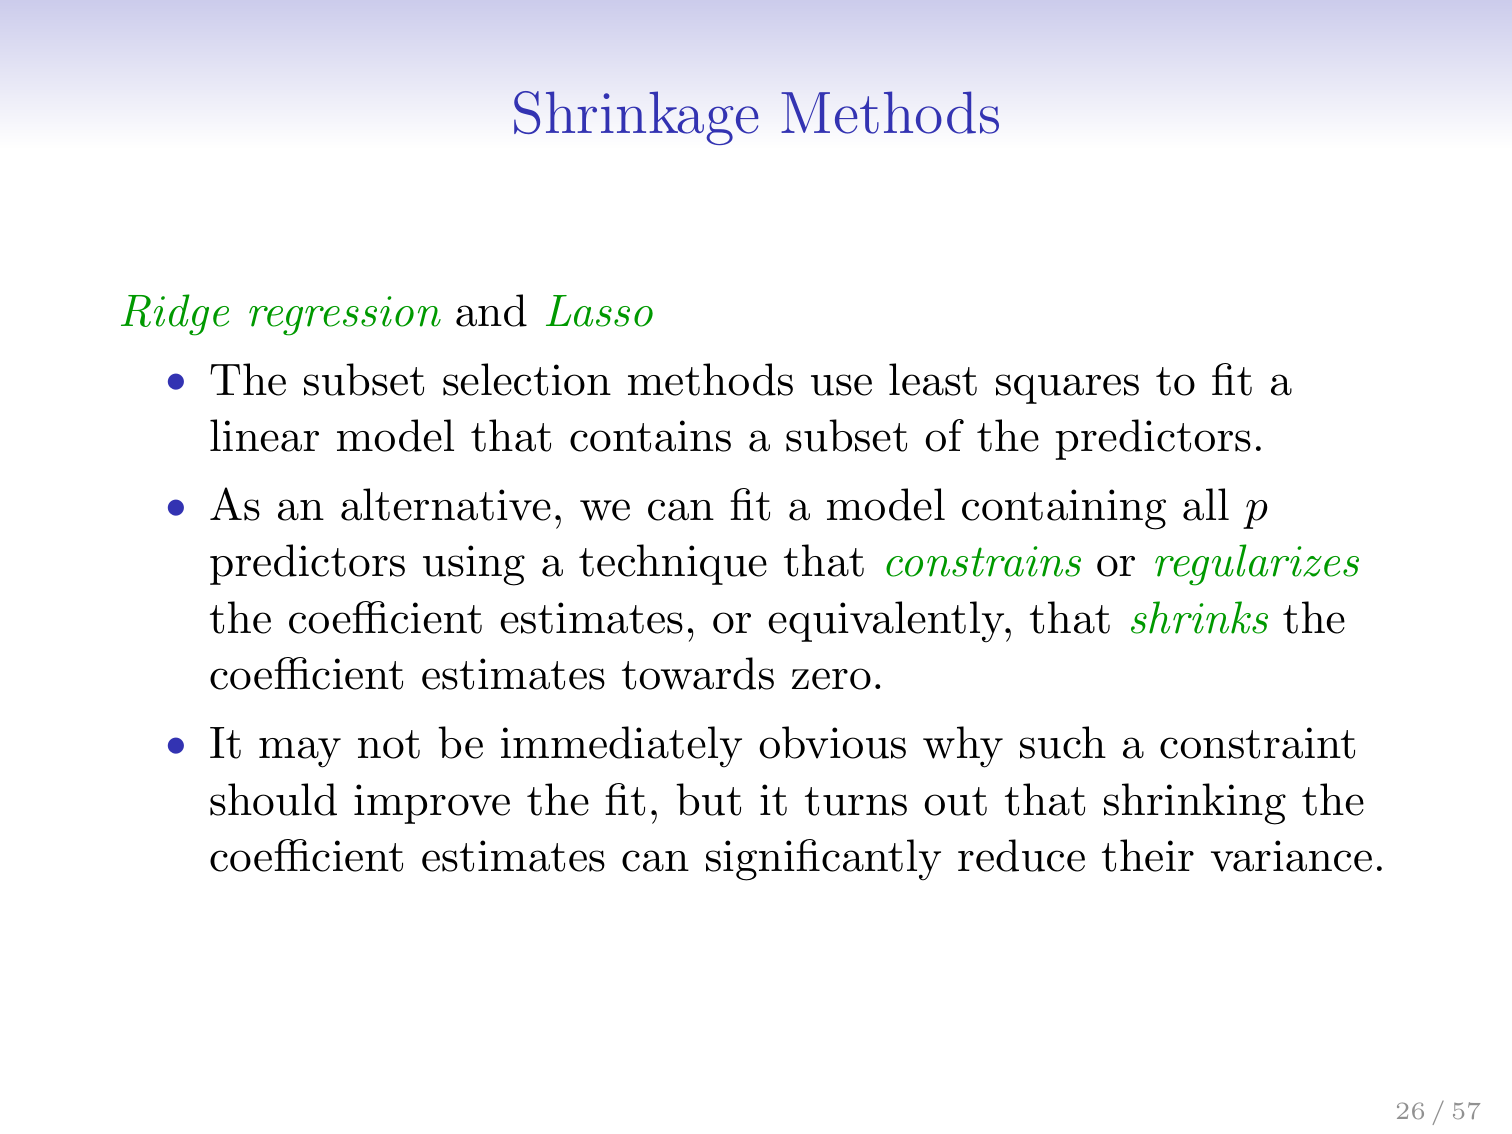 Shrinkage Methods
Ridge regression and Lasso
• The subset selection methods use least squares to fit a
linear model that contains a subset of the predictors.
• As an alternative, we can fit a model containing all p
predictors using a technique that constrains or regularizes
the coefficient estimates, or equivalently, that shrinks the
coefficient estimates towards zero.
• It may not be immediately obvious why such a constraint
should improve the fit, but it turns out that shrinking the
coefficient estimates can significantly reduce their variance.
26 / 57